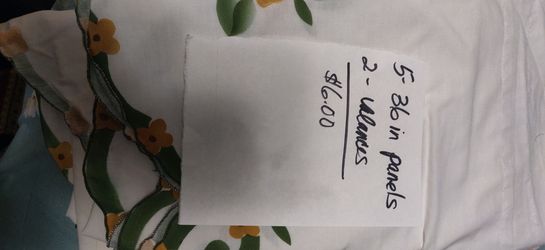 5- 36 in panels
2- valances
$6.00